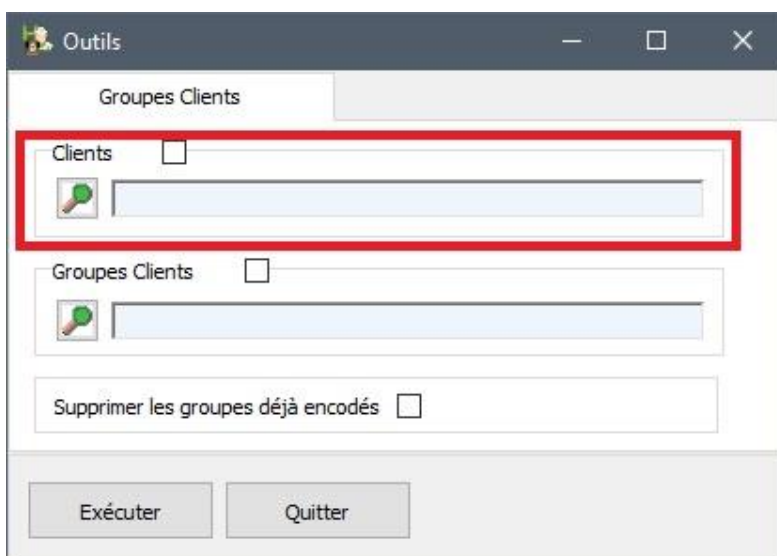 Outils
Groupes Clients
Clients
Groupes Clients
Supprimer les groupes déjà encodés
Exécuter
Quitter